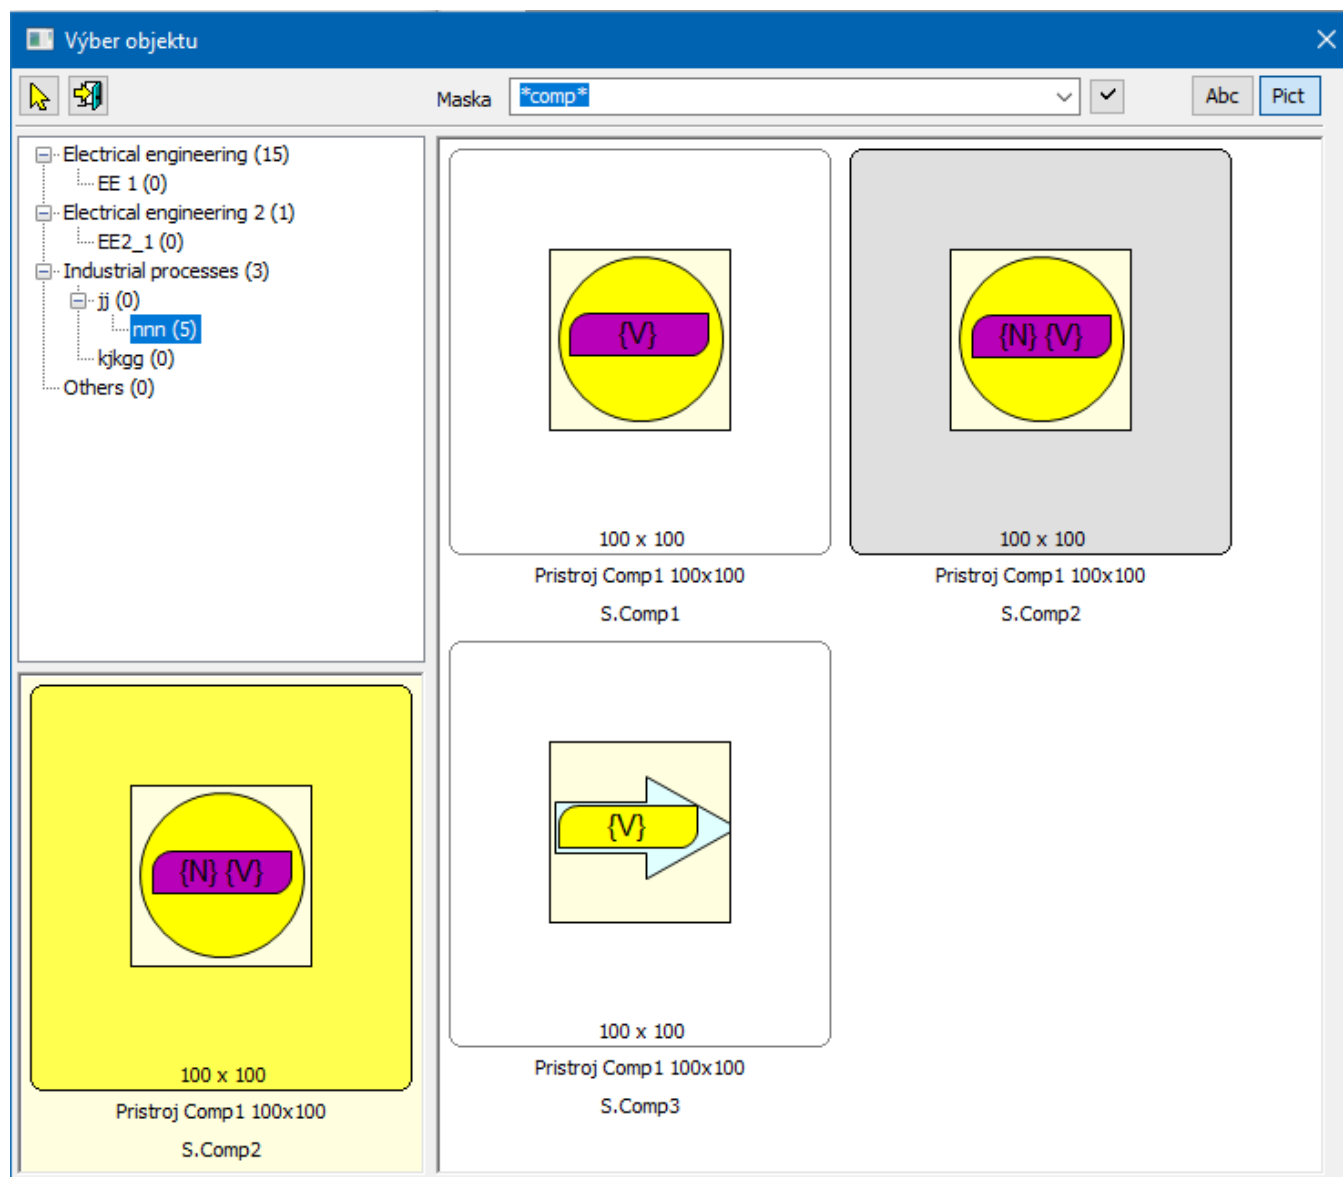 Výber objektu
Maska *comp* Abc Pict
Electrical engineering (15)
EE 1 (0)
Electrical engineering 2 (1)
EE2_1 (0)
Industrial processes (3)
jj (0)
nnn (5)
kjkgg (0)
Others (0)
{V}
100 x 100
Pristroj Comp1 100x100
S.Comp1
{N} {V}
100 x 100
Pristroj Comp1 100x100
S.Comp2
{V}
100 x 100
Pristroj Comp1 100x100
S.Comp3
{N} {V}
100 x 100
Pristroj Comp1 100x100
S.Comp2